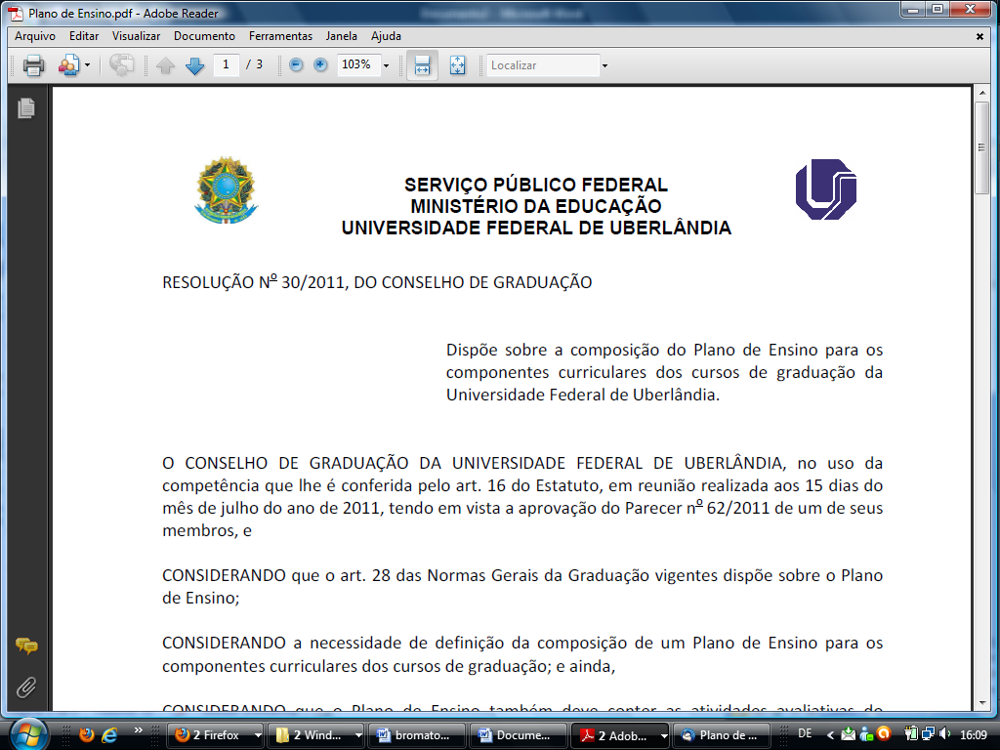 Plano de Ensino.pdf - Adobe Reader
Arquivo Editar Visualizar Documento Ferramentas Janela Ajuda
1 / 3 103% Localizar
SERVIÇO PÚBLICO FEDERAL
MINISTÉRIO DA EDUCAÇÃO
UNIVERSIDADE FEDERAL DE UBERLÂNDIA
RESOLUÇÃO Nº 30/2011, DO CONSELHO DE GRADUAÇÃO
Dispõe sobre a composição do Plano de Ensino para os
componentes curriculares dos cursos de graduação da
Universidade Federal de Uberlândia.
O CONSELHO DE GRADUAÇÃO DA UNIVERSIDADE FEDERAL DE UBERLÂNDIA, no uso da
competência que lhe é conferida pelo art. 16 do Estatuto, em reunião realizada aos 15 dias do
mês de julho do ano de 2011, tendo em vista a aprovação do Parecer nº 62/2011 de um de seus
membros, e
CONSIDERANDO que o art. 28 das Normas Gerais da Graduação vigentes dispõe sobre o Plano
de Ensino;
CONSIDERANDO a necessidade de definição da composição de um Plano de Ensino para os
componentes curriculares dos cursos de graduação; e ainda,
CONSIDERANDO que o Plano de Ensino também deve conter as atividades avaliativas do
2 Firefox 2 Wind... bromato... Docume... 2 Adob... Plano de ... DE 16:09